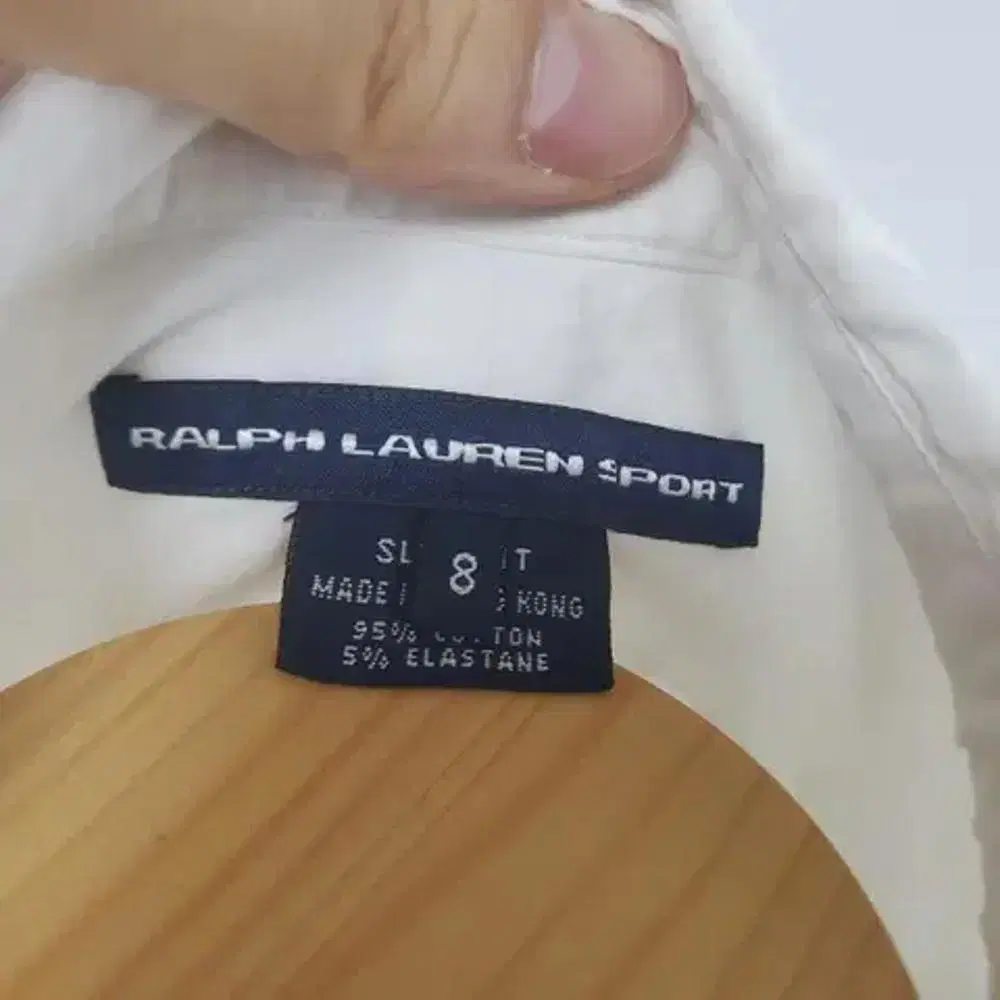 RALPH LAUREN SPORT
8
MADE KONG
95%
5% ELASTANE